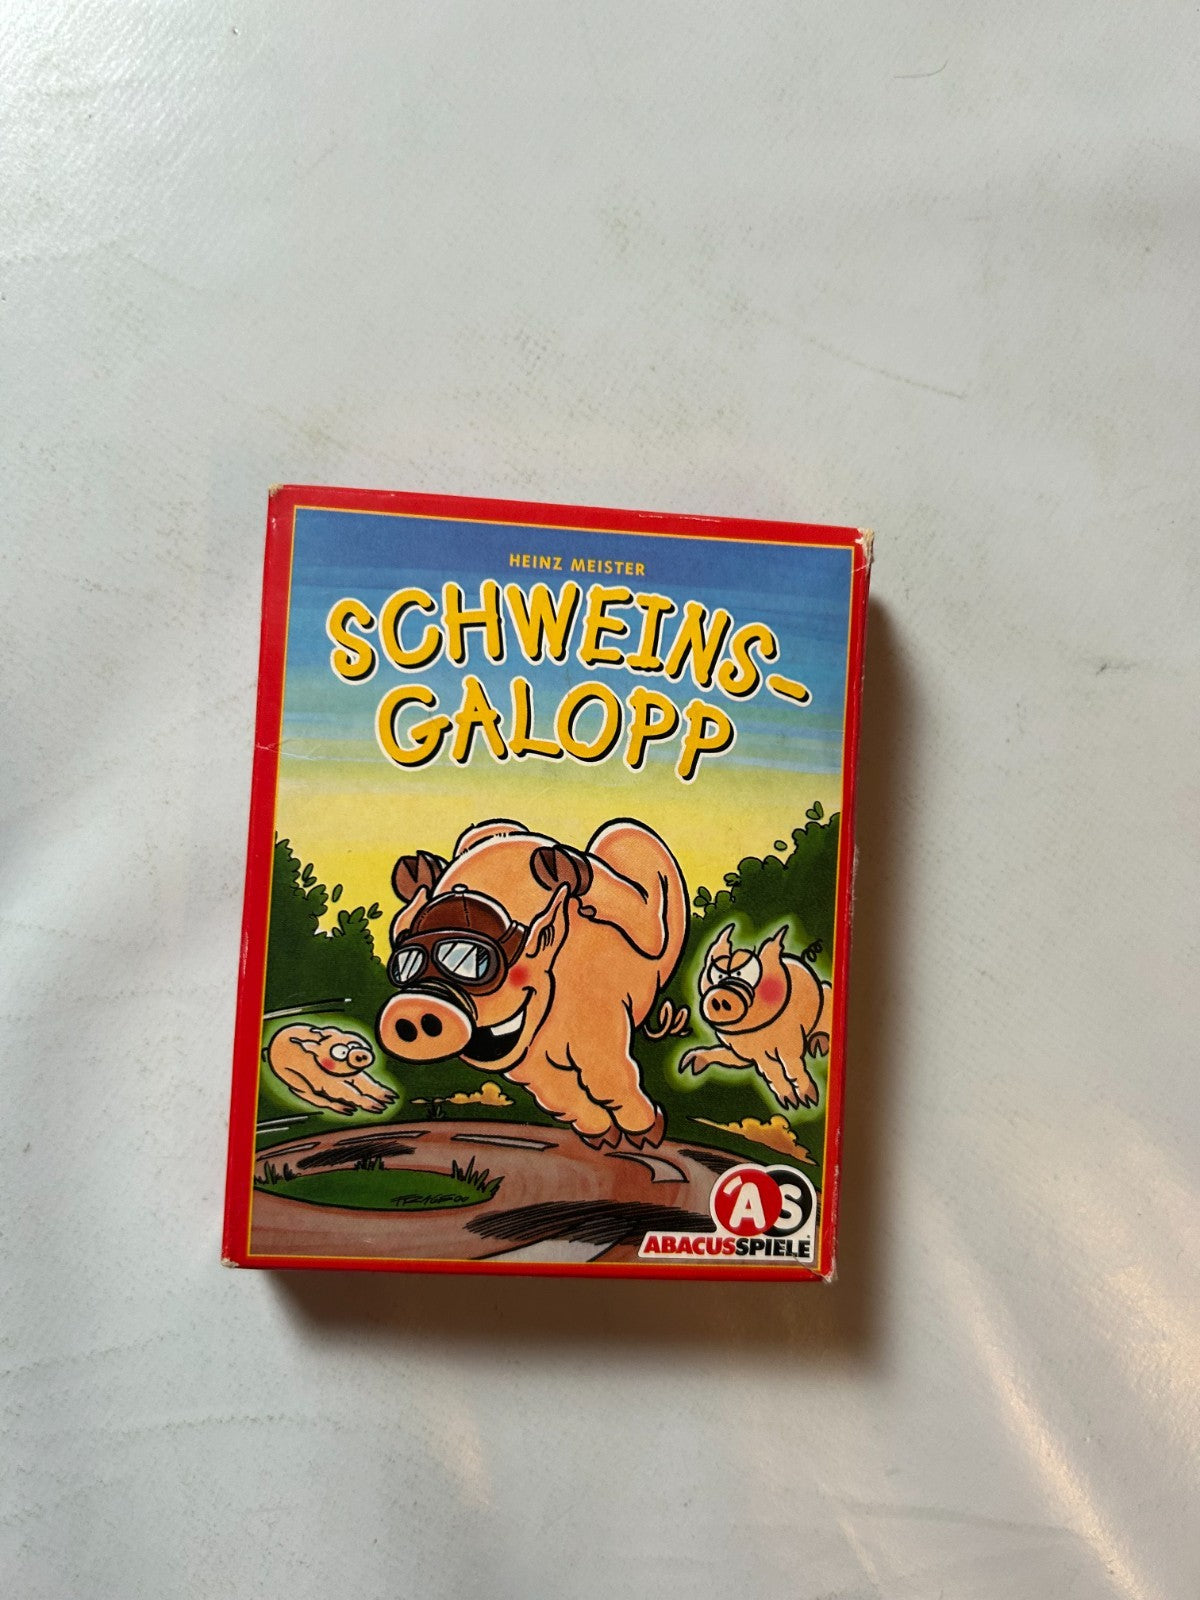 HEINZ MEISTER
SCHWEINS-
GALOPP
AS
ABACUSSPIELE